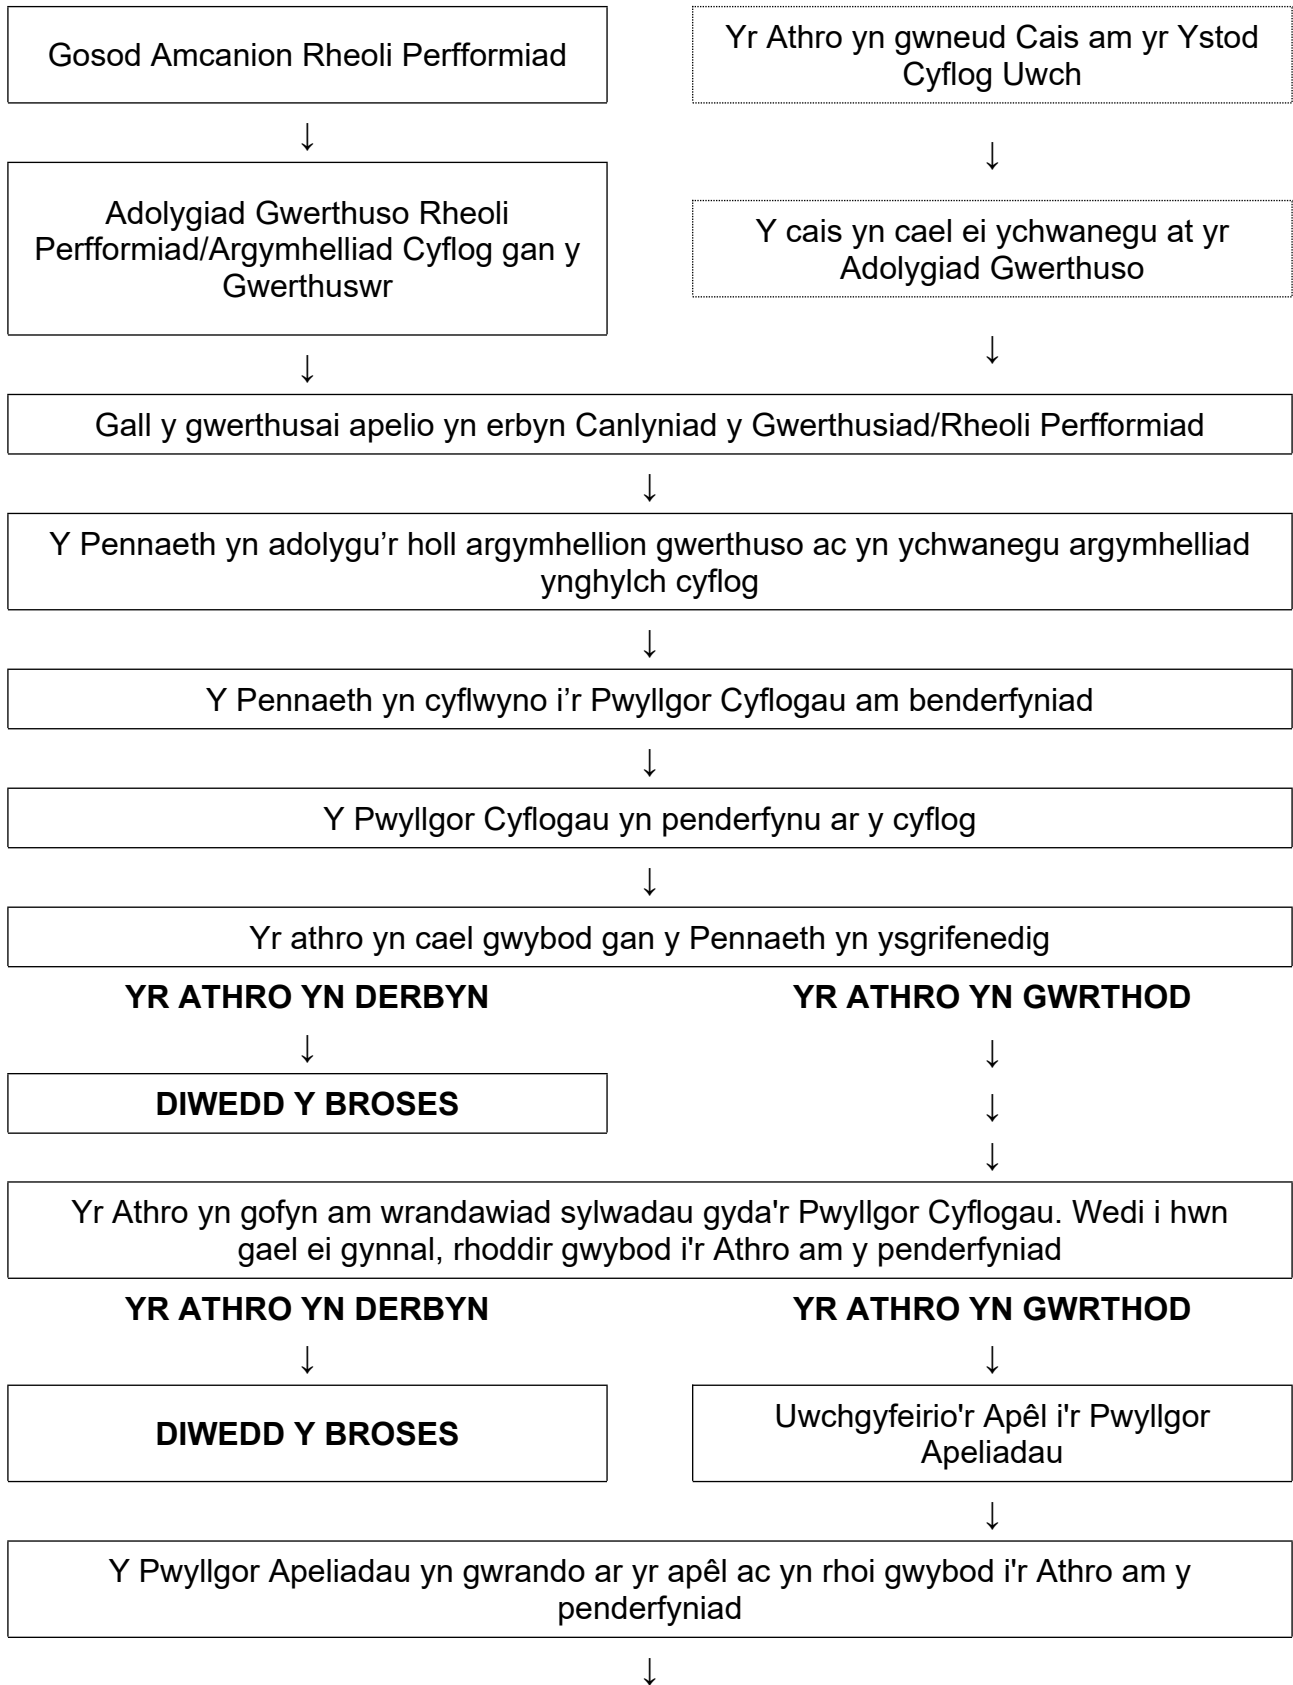 Gosod Amcanion Rheoli Perfformiad
Yr Athro yn gwneud Cais am yr Ystod
Cyflog Uwch
↓
↓
Adolygiad Gwerthuso Rheoli
Perfformiad/Argymhelliad Cyflog gan y
Gwerthuswr
Y cais yn cael ei ychwanegu at yr
Adolygiad Gwerthuso
↓
↓
Gall y gwerthusai apelio yn erbyn Canlyniad y Gwerthusiad/Rheoli Perfformiad
↓
Y Pennaeth yn adolygu’r holl argymhellion gwerthuso ac yn ychwanegu argymhelliad
ynghylch cyflog
↓
Y Pennaeth yn cyflwyno i’r Pwyllgor Cyflogau am benderfyniad
↓
Y Pwyllgor Cyflogau yn penderfynu ar y cyflog
↓
Yr athro yn cael gwybod gan y Pennaeth yn ysgrifenedig
YR ATHRO YN DERBYN
YR ATHRO YN GWRTHOD
↓
↓
DIWEDD Y BROSES
↓
↓
Yr Athro yn gofyn am wrandawiad sylwadau gyda'r Pwyllgor Cyflogau. Wedi i hwn
gael ei gynnal, rhoddir gwybod i'r Athro am y penderfyniad
YR ATHRO YN DERBYN
YR ATHRO YN GWRTHOD
↓
↓
DIWEDD Y BROSES
Uwchgyfeirio'r Apêl i'r Pwyllgor
Apeliadau
↓
Y Pwyllgor Apeliadau yn gwrando ar yr apêl ac yn rhoi gwybod i'r Athro am y
penderfyniad
↓